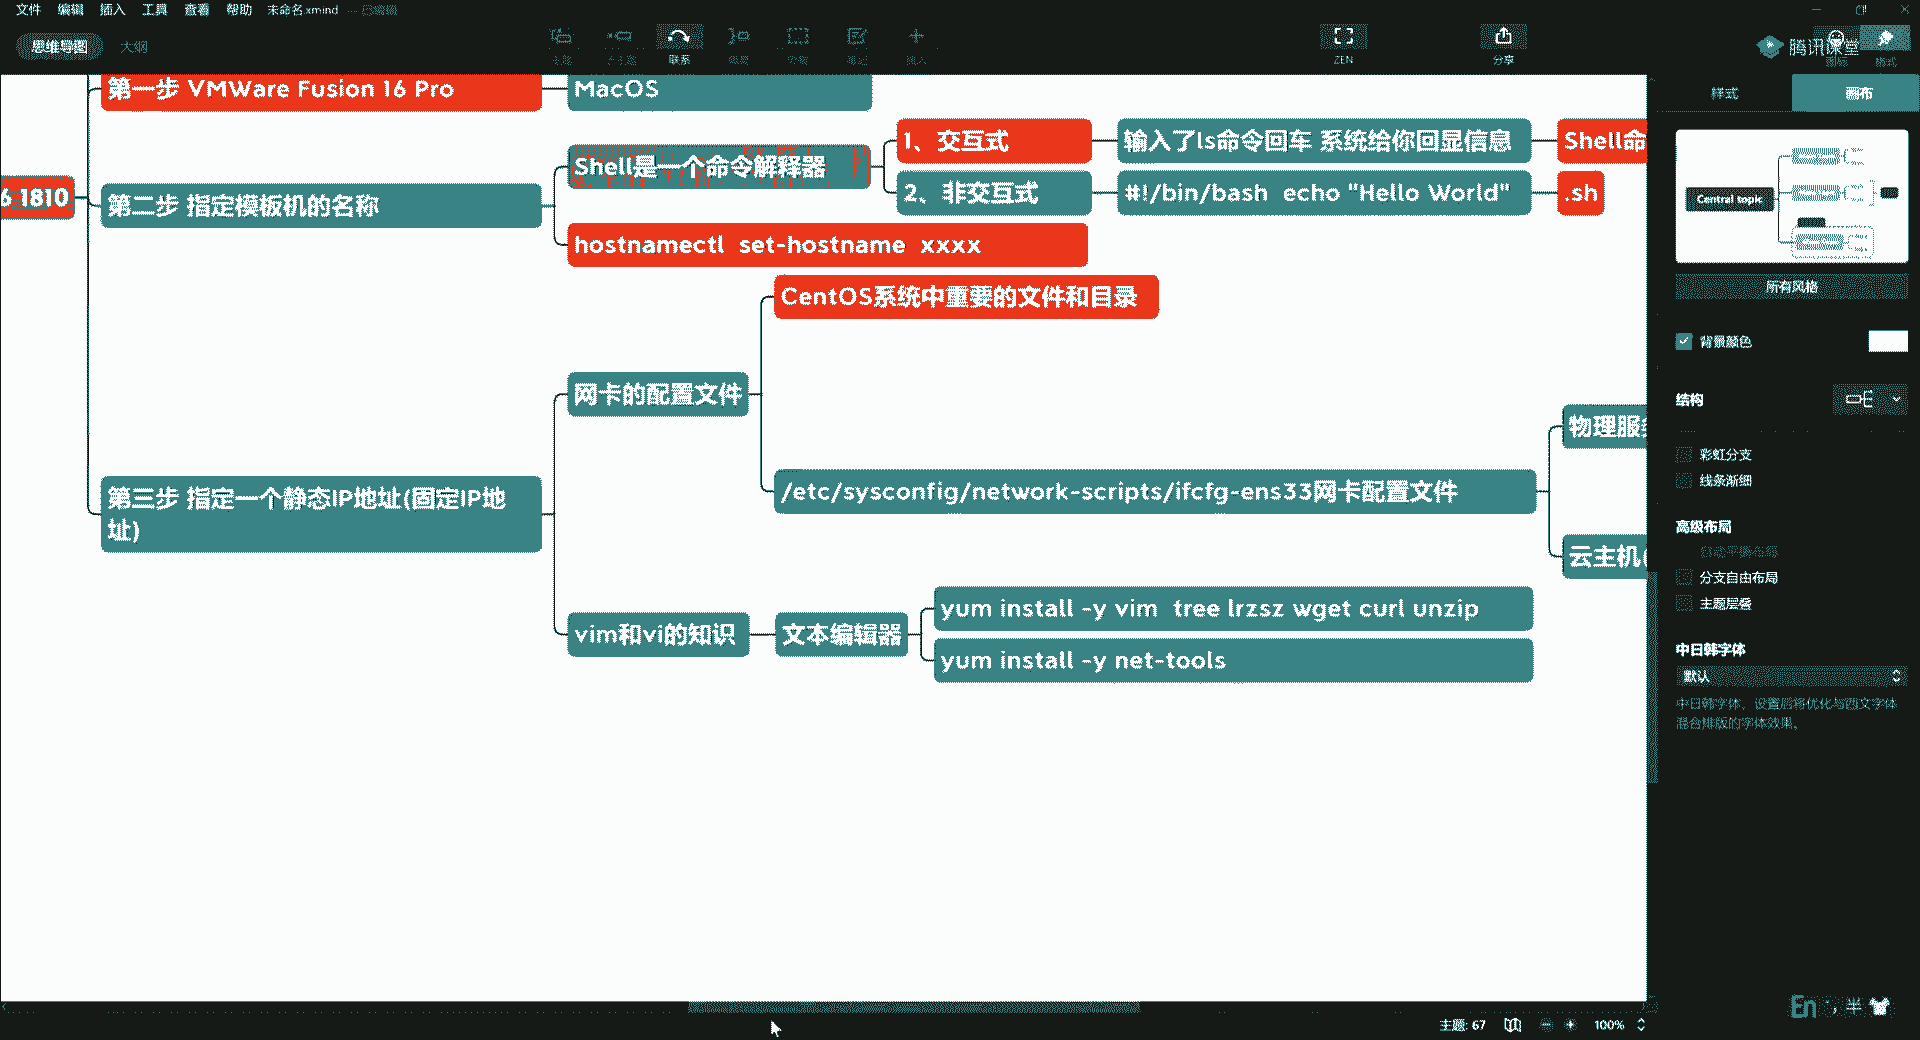 文件 编辑 插入 工具 查看 帮助 未命名.xmind
思维导图 大纲
联系
ZEN
分享
腾讯课堂
样式 画布
第一步 VMWare Fusion 16 Pro
MacOS
1、交互式
输入了ls命令回车 系统给你回显信息
Shell命
Shell是一个命令解释器
6-1810
第二步 指定模板机的名称
2、非交互式
#!/bin/bash  echo "Hello World"
.sh
hostnamectl  set-hostname  xxxx
CentOS系统中重要的文件和目录
网卡的配置文件
物理服务
/etc/sysconfig/network-scripts/ifcfg-ens33网卡配置文件
第三步 指定一个静态IP地址(固定IP地
址)
云主机(
yum install -y vim  tree lrzsz wget curl unzip
vim和vi的知识
文本编辑器
yum install -y net-tools
Central topic
所有风格
背景颜色
结构
彩虹分支
线条渐细
高级布局
自动平衡布局
分支自由布局
主题层叠
中日韩字体
默认
中日韩字体，设置后将优化与西文字体
混合排版的字体效果。
En 半
主题: 67
100%